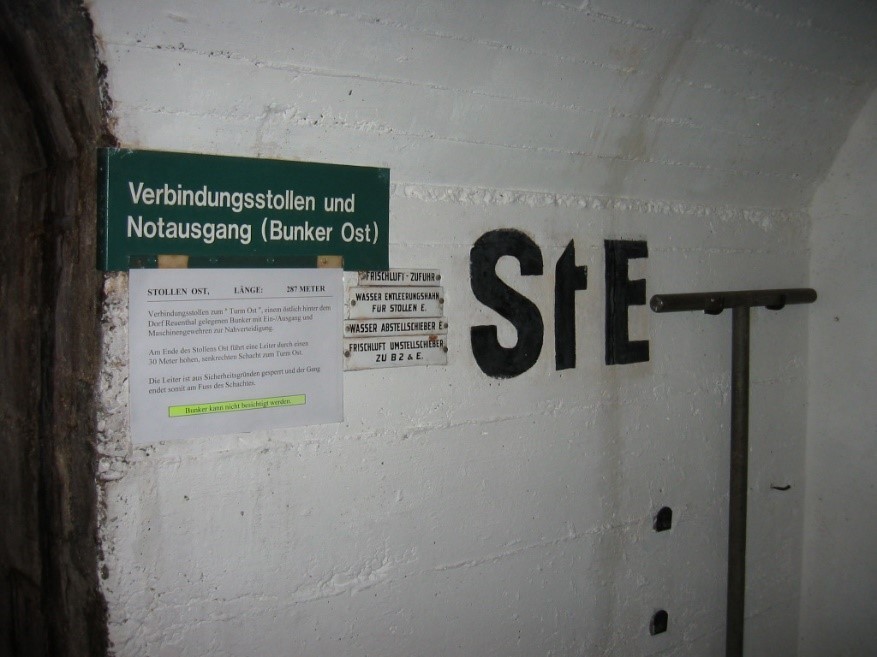 Verbindungsstollen und
Notausgang (Bunker Ost)
STOLLEN OST, LÄNGE: 287 METER
Verbindungsstollen zum " Turm Ost ", einem östlich hinter dem
Dorf Reuenthal gelegenen Bunker mit Ein-/Ausgang und
Maschinengewehren zur Nahverteidigung.
Am Ende des Stollens Ost führt eine Leiter durch einen
30 Meter hohen, senkrechten Schacht zum Turm Ost.
Die Leiter ist aus Sicherheitsgründen gesperrt und der Gang
endet somit am Fuss des Schachtes.
Bunker kann nicht besichtigt werden.
FRISCHLUFT - ZUFUHR
WASSER ENTLEERUNGSHAHN
FÜR STOLLEN E.
WASSER ABSTELLSCHIEBER E
FRISCHLUFT UMSTELLSCHIEBER
ZU B 2 & E.
StE